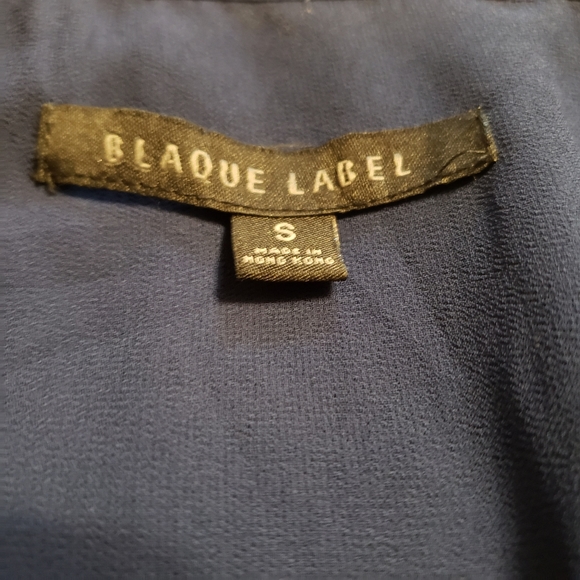 BLAQUE LABEL
S
MADE IN
HONG KONG